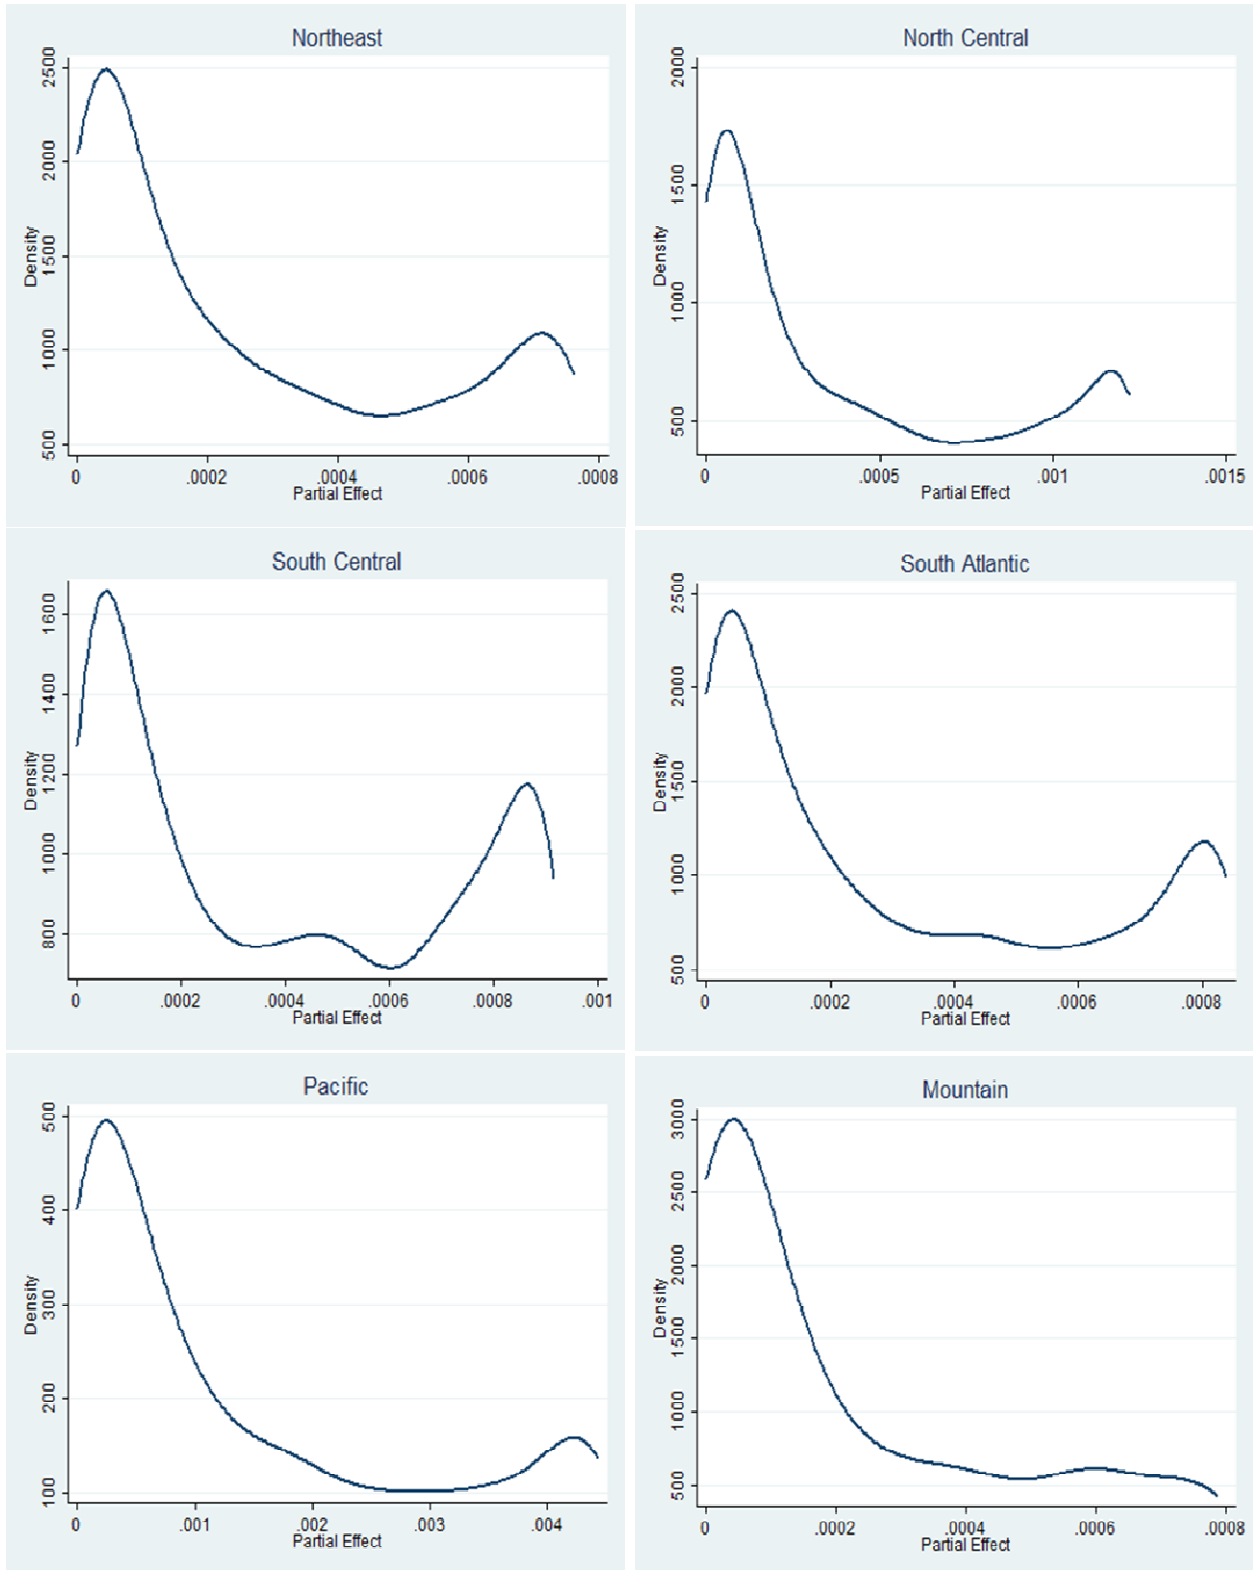 Northeast
Density
2500
2000
1500
1000
500
0 .0002 .0004 .0006 .0008
Partial Effect
North Central
Density
2000
1500
1000
500
0 .0005 .001 .0015
Partial Effect
South Central
Density
1600
1400
1200
1000
800
0 .0002 .0004 .0006 .0008 .001
Partial Effect
South Atlantic
Density
2500
2000
1500
1000
500
0 .0002 .0004 .0006 .0008
Partial Effect
Pacific
Density
500
400
300
200
100
0 .001 .002 .003 .004
Partial Effect
Mountain
Density
3000
2500
2000
1500
1000
500
0 .0002 .0004 .0006 .0008
Partial Effect